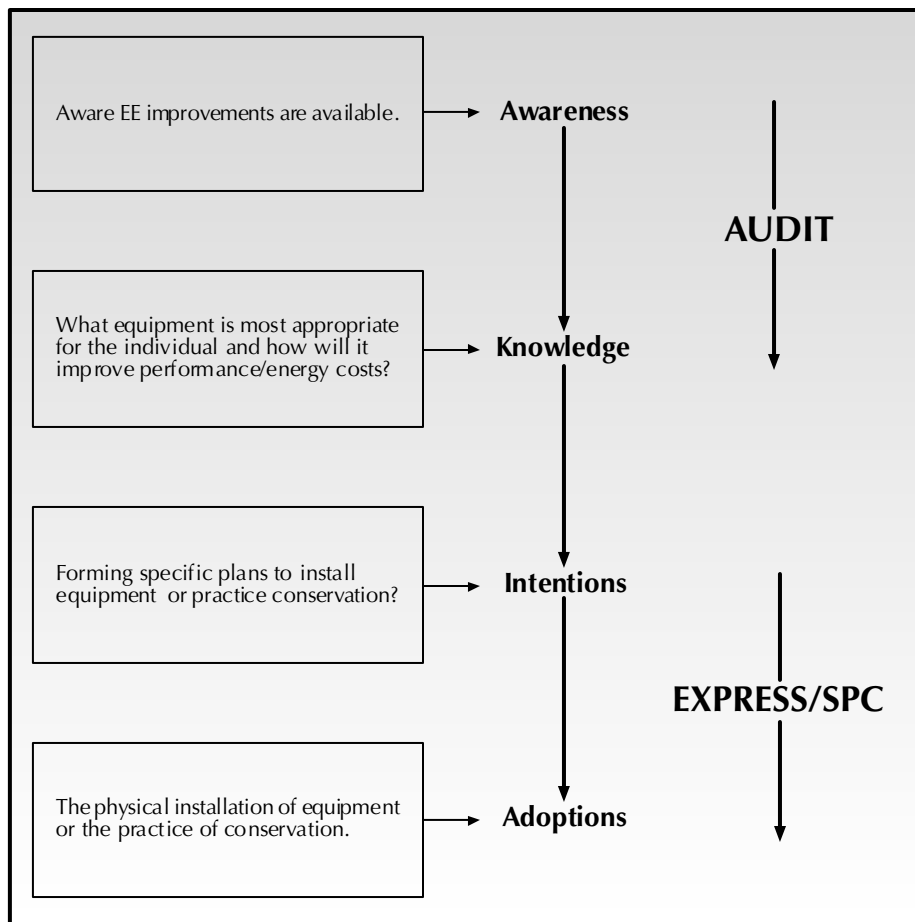 Aware EE improvements are available.
Awareness
AUDIT
What equipment is most appropriate
for the individual and how will it
improve performance/energy costs?
Knowledge
Forming specific plans to install
equipment or practice conservation?
Intentions
EXPRESS/SPC
The physical installation of equipment
or the practice of conservation.
Adoptions